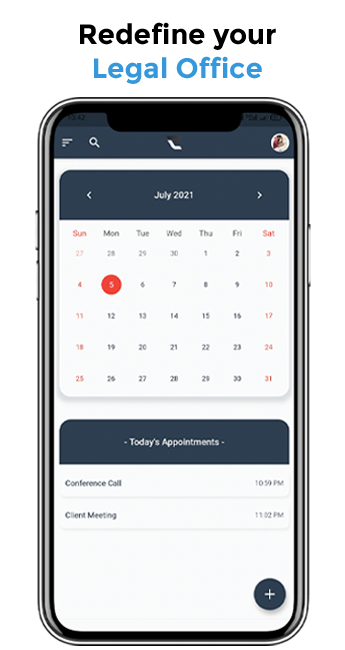 Redefine your
Legal Office
July 2021
Sun Mon Tue Wed Thu Fri Sat
27 28 29 30 1 2 3
4 5 6 7 8 9 10
11 12 13 14 15 16 17
18 19 20 21 22 23 24
25 26 27 28 29 30 31
- Today's Appointments -
Conference Call 10:59 PM
Client Meeting 11:02 PM
+